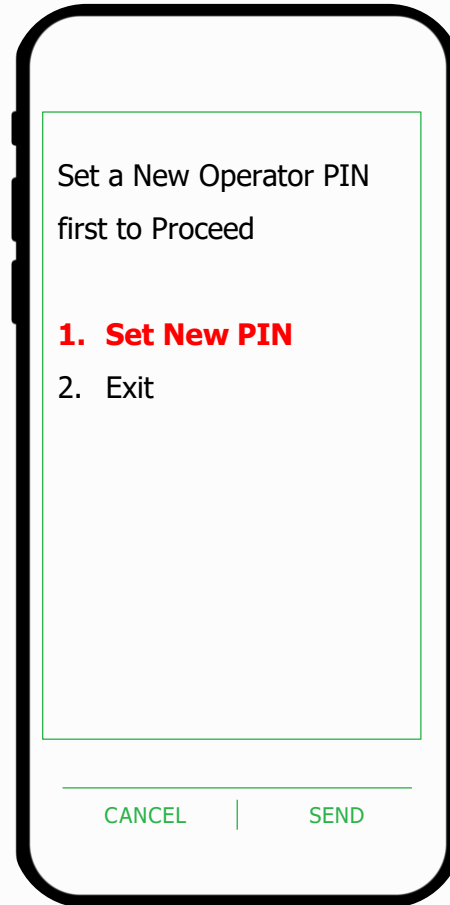 Set a New Operator PIN
first to Proceed
1. Set New PIN
2. Exit
CANCEL SEND